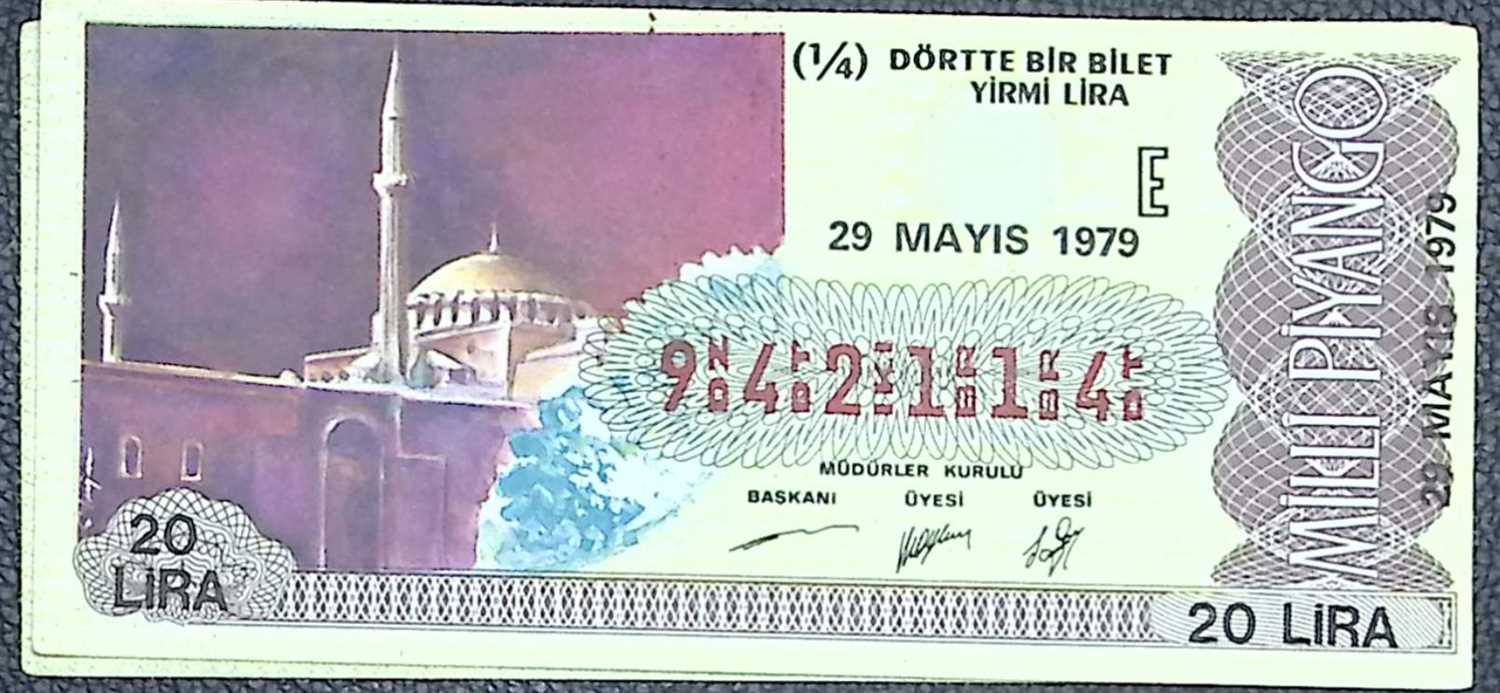 (1/4) DÖRTTE BİR BİLET
YİRMİ LİRA
E
29 MAYIS 1979
942114
MÜDÜRLER KURULU
BAŞKANI ÜYESİ ÜYESİ
20
LİRA
20 LİRA
MİLLİ PİYANGO
29 MAYIS 1979